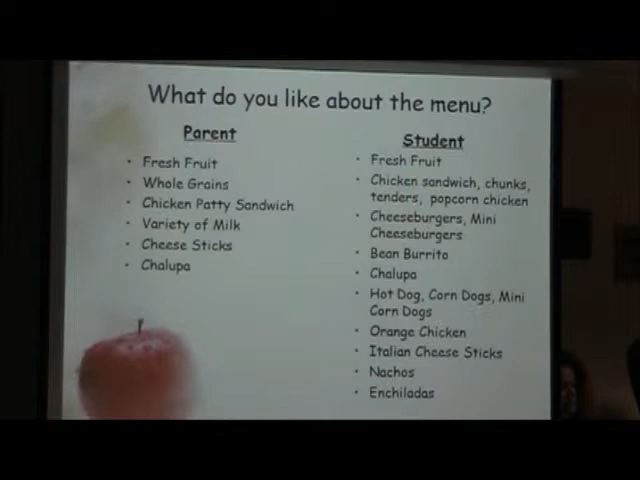 What do you like about the menu?
Parent
• Fresh Fruit
• Whole Grains
• Chicken Patty Sandwich
• Variety of Milk
• Cheese Sticks
• Chalupa
Student
• Fresh Fruit
• Chicken sandwich, chunks,
tenders, popcorn chicken
• Cheeseburgers, Mini
Cheeseburgers
• Bean Burrito
• Chalupa
• Hot Dog, Corn Dogs, Mini
Corn Dogs
• Orange Chicken
• Italian Cheese Sticks
• Nachos
• Enchiladas